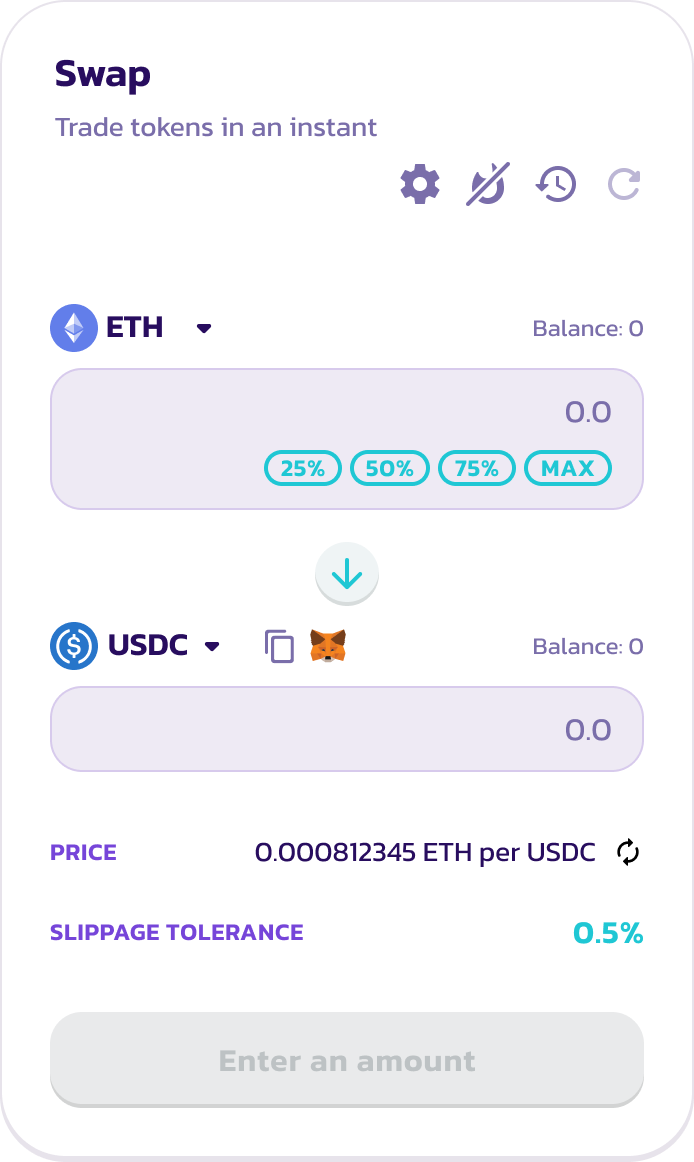 Swap
Trade tokens in an instant
ETH
Balance: 0
0.0
25% 50% 75% MAX
USDC
Balance: 0
0.0
PRICE 0.000812345 ETH per USDC
SLIPPAGE TOLERANCE 0.5%
Enter an amount